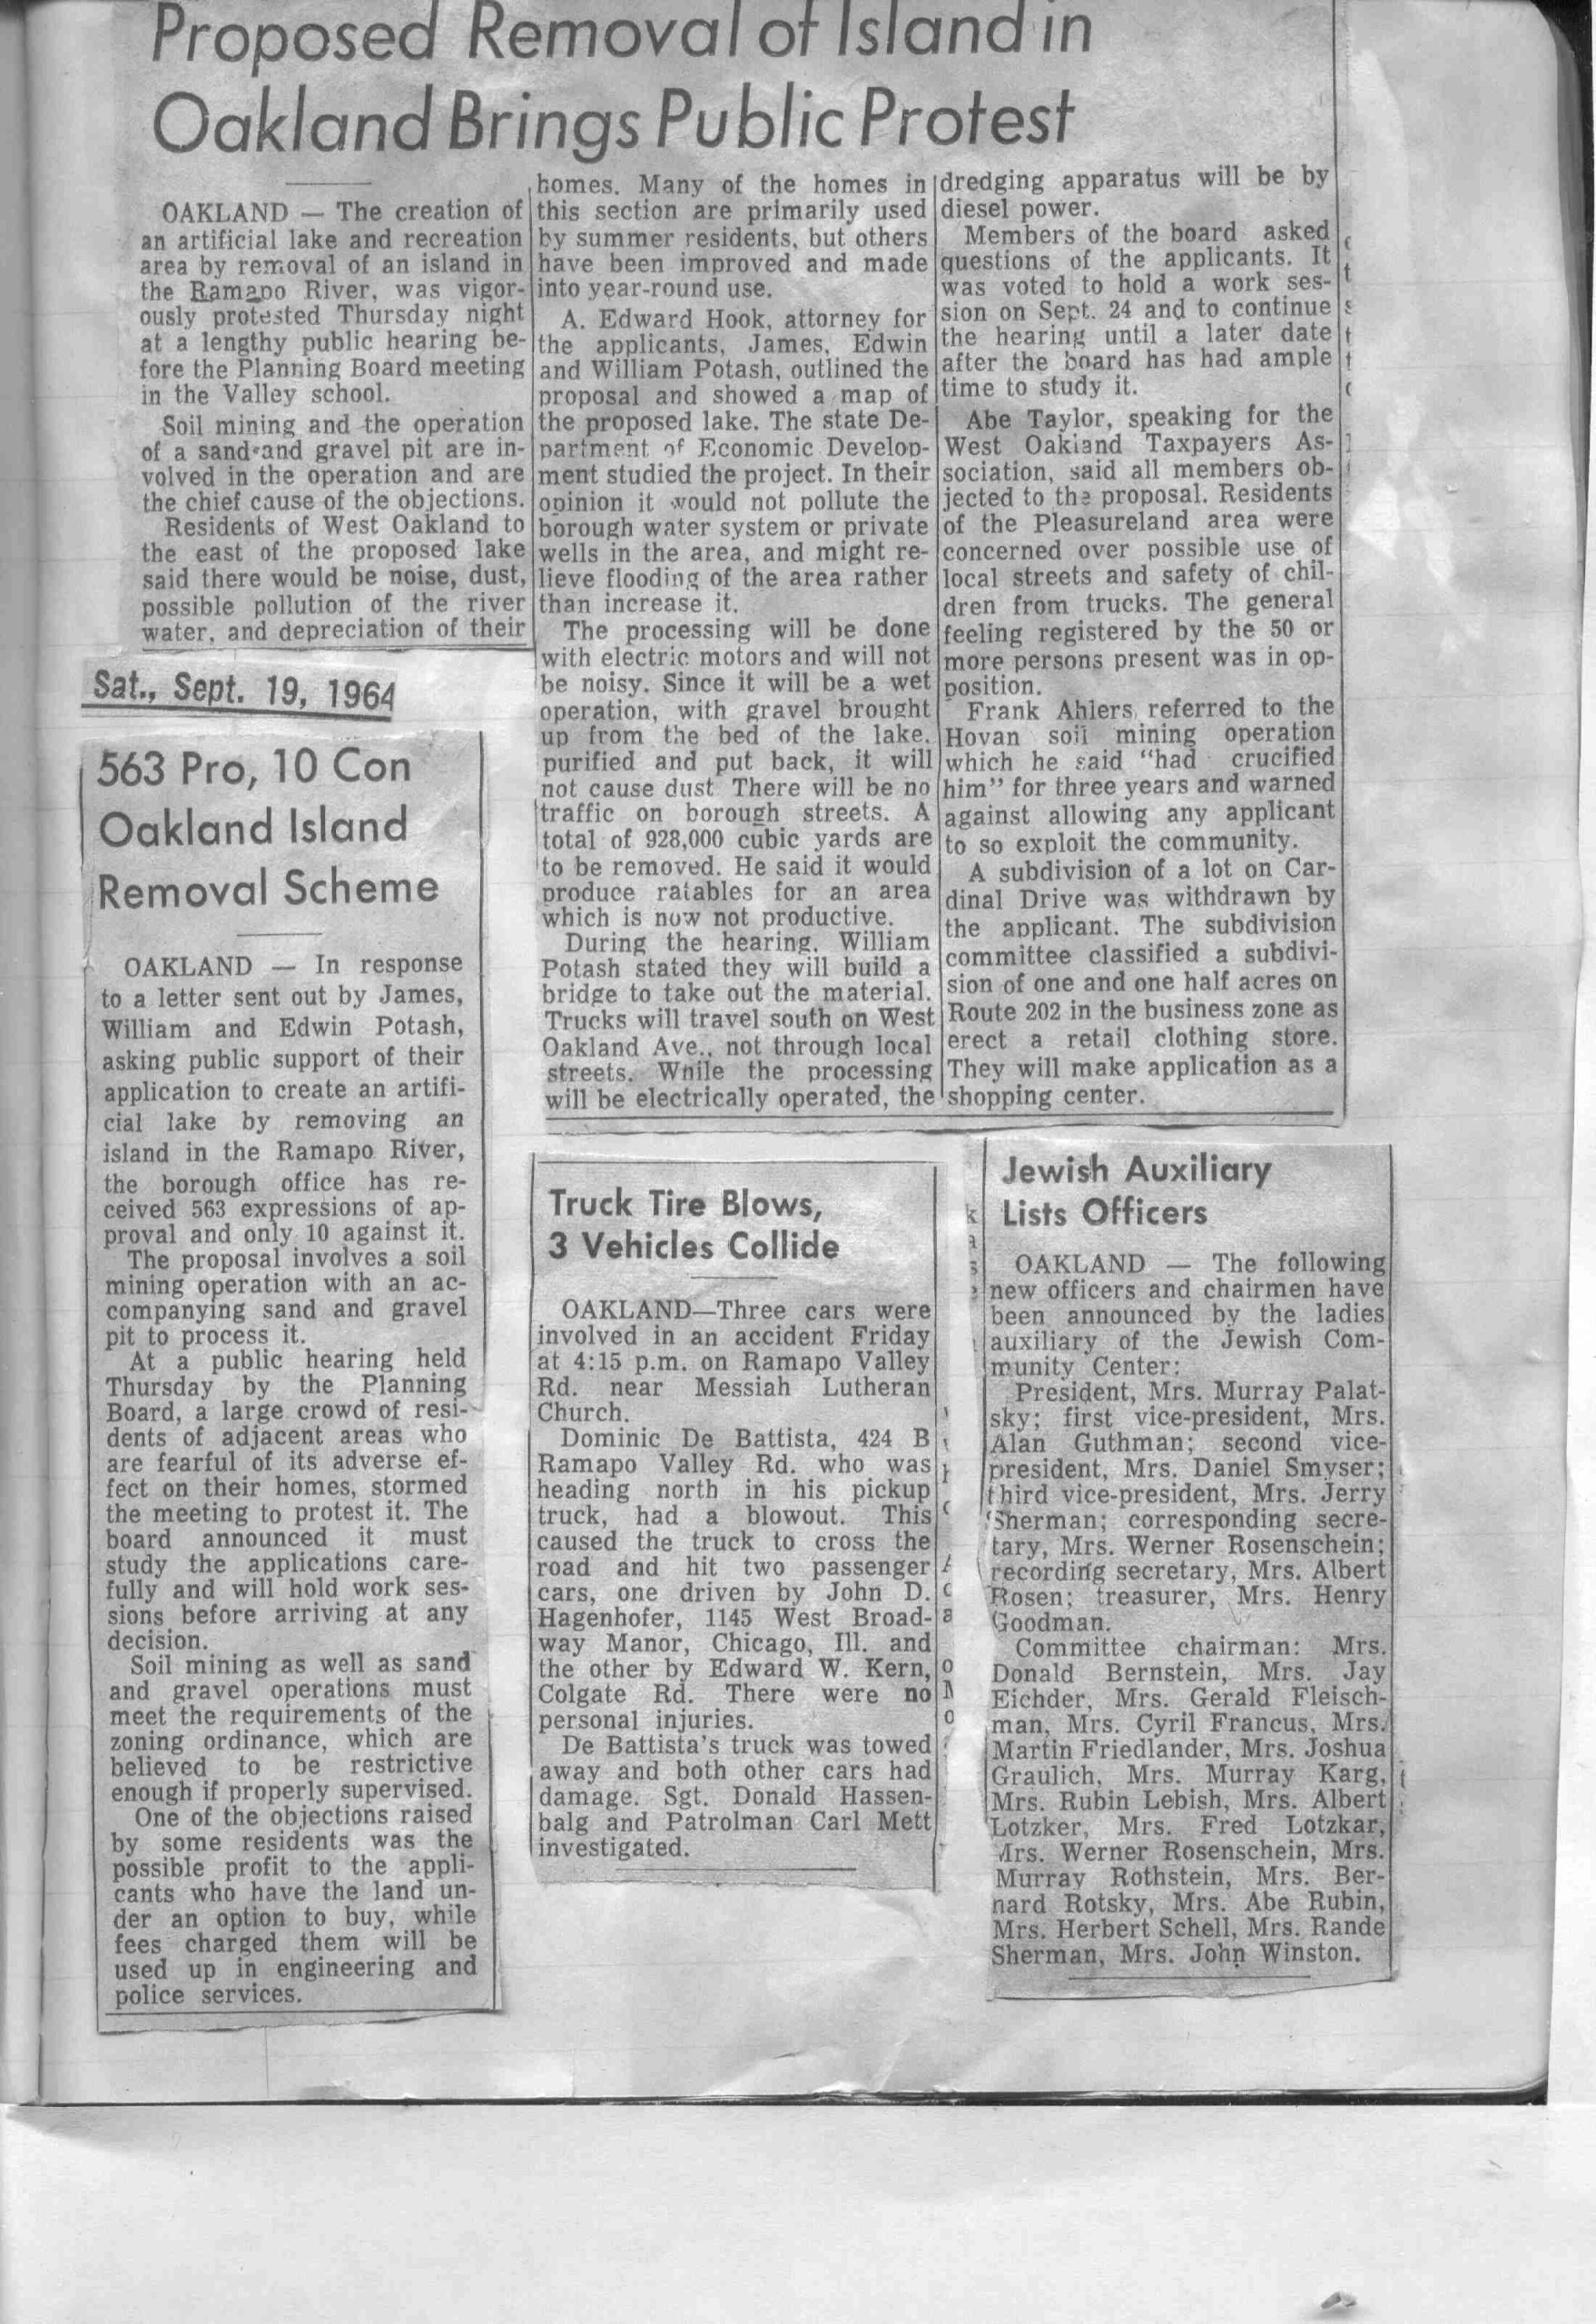 Proposed Removal of Island in
Oakland Brings Public Protest
OAKLAND — The creation of
an artificial lake and recreation
area by removal of an island in
the Ramapo River, was vigor-
ously protested Thursday night
at a lengthy public hearing be-
fore the Planning Board meeting
in the Valley school.
Soil mining and the operation
of a sand and gravel pit are in-
volved in the operation and are
the chief cause of the objections.
Residents of West Oakland to
the east of the proposed lake
said there would be noise, dust,
possible pollution of the river
water, and depreciation of their
homes. Many of the homes in
this section are primarily used
by summer residents, but others
have been improved and made
into year-round use.
A. Edward Hook, attorney for
the applicants, James, Edwin
and William Potash, outlined the
proposal and showed a map of
the proposed lake. The state De-
partment of Economic Develop-
ment studied the project. In their
opinion it would not pollute the
borough water system or private
wells in the area, and might re-
lieve flooding of the area rather
than increase it.
The processing will be done
with electric motors and will not
be noisy. Since it will be a wet
operation, with gravel brought
up from the bed of the lake.
purified and put back, it will
not cause dust There will be no
traffic on borough streets. A
total of 928,000 cubic yards are
to be removed. He said it would
produce ratables for an area
which is now not productive.
During the hearing, William
Potash stated they will build a
bridge to take out the material.
Trucks will travel south on West
Oakland Ave., not through local
streets. While the processing
will be electrically operated, the
dredging apparatus will be by
diesel power.
Members of the board asked
questions of the applicants. It
was voted to hold a work ses-
sion on Sept. 24 and to continue
the hearing until a later date
after the board has had ample
time to study it.
Abe Taylor, speaking for the
West Oakland Taxpayers As-
sociation, said all members ob-
jected to the proposal. Residents
of the Pleasureland area were
concerned over possible use of
local streets and safety of chil-
dren from trucks. The general
feeling registered by the 50 or
more persons present was in op-
position.
Frank Ahlers referred to the
Hovan soil mining operation
which he said "had crucified
him" for three years and warned
against allowing any applicant
to so exploit the community.
A subdivision of a lot on Car-
dinal Drive was withdrawn by
the applicant. The subdivision
committee classified a subdivi-
sion of one and one half acres on
Route 202 in the business zone as
erect a retail clothing store.
They will make application as a
shopping center.
Sat., Sept. 19, 1964
563 Pro, 10 Con
Oakland Island
Removal Scheme
OAKLAND — In response
to a letter sent out by James,
William and Edwin Potash,
asking public support of their
application to create an artifi-
cial lake by removing an
island in the Ramapo River,
the borough office has re-
ceived 563 expressions of ap-
proval and only 10 against it.
The proposal involves a soil
mining operation with an ac-
companying sand and gravel
pit to process it.
At a public hearing held
Thursday by the Planning
Board, a large crowd of resi-
dents of adjacent areas who
are fearful of its adverse ef-
fect on their homes, stormed
the meeting to protest it. The
board announced it must
study the applications care-
fully and will hold work ses-
sions before arriving at any
decision.
Soil mining as well as sand
and gravel operations must
meet the requirements of the
zoning ordinance, which are
believed to be restrictive
enough if properly supervised.
One of the objections raised
by some residents was the
possible profit to the appli-
cants who have the land un-
der an option to buy, while
fees charged them will be
used up in engineering and
police services.
Truck Tire Blows,
3 Vehicles Collide
OAKLAND—Three cars were
involved in an accident Friday
at 4:15 p.m. on Ramapo Valley
Rd. near Messiah Lutheran
Church.
Dominic De Battista, 424 B
Ramapo Valley Rd. who was
heading north in his pickup
truck, had a blowout. This
caused the truck to cross the
road and hit two passenger
cars, one driven by John D.
Hagenhofer, 1145 West Broad-
way Manor, Chicago, Ill. and
the other by Edward W. Kern,
Colgate Rd. There were no
personal injuries.
De Battista's truck was towed
away and both other cars had
damage. Sgt. Donald Hassen-
balg and Patrolman Carl Mett
investigated.
Jewish Auxiliary
Lists Officers
OAKLAND — The following
new officers and chairmen have
been announced by the ladies
auxiliary of the Jewish Com-
munity Center:
President, Mrs. Murray Palat-
sky; first vice-president, Mrs.
Alan Guthman; second vice-
president, Mrs. Daniel Smyser;
third vice-president, Mrs. Jerry
Sherman; corresponding secre-
tary, Mrs. Werner Rosenschein;
recording secretary, Mrs. Albert
Rosen; treasurer, Mrs. Henry
Goodman.
Committee chairman: Mrs.
Donald Bernstein, Mrs. Jay
Eichder, Mrs. Gerald Fleisch-
man, Mrs. Cyril Francus, Mrs.
Martin Friedlander, Mrs. Joshua
Graulich, Mrs. Murray Karg,
Mrs. Rubin Lebish, Mrs. Albert
Lotzker, Mrs. Fred Lotzkar,
Mrs. Werner Rosenschein, Mrs.
Murray Rothstein, Mrs. Ber-
nard Rotsky, Mrs. Abe Rubin,
Mrs. Herbert Schell, Mrs. Rande
Sherman, Mrs. John Winston.